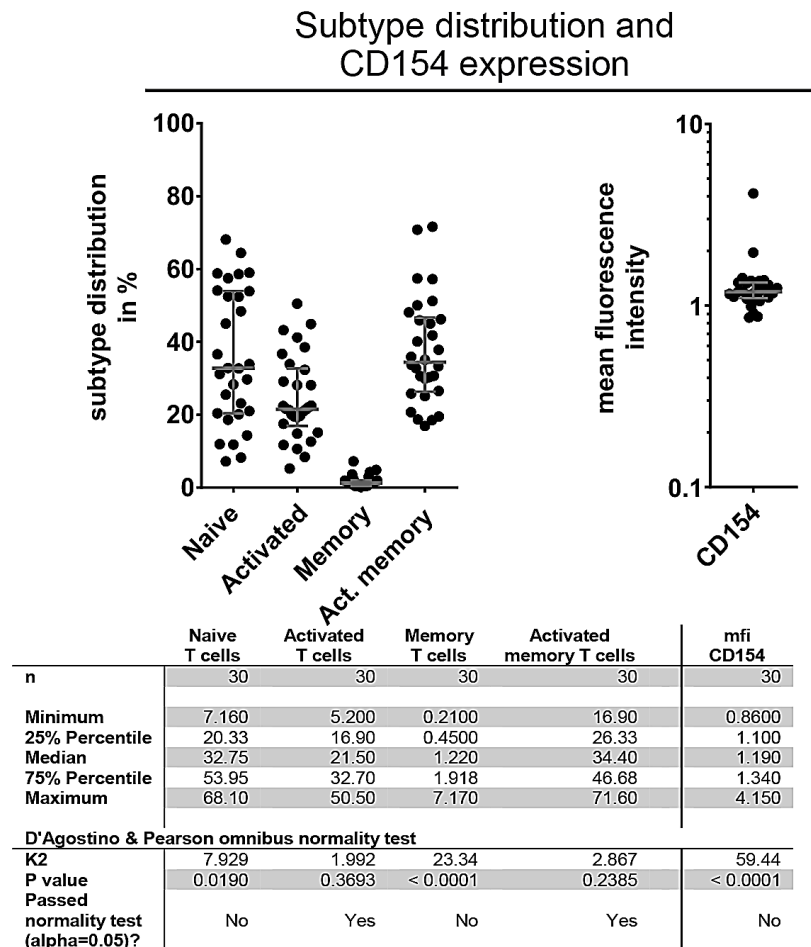 Subtype distribution and
CD154 expression
subtype distribution
in %
100
80
60
40
20
0
Naive
Activated
Memory
Act. memory
mean fluorescence
intensity
10
1
0.1
CD154
Naive Activated Memory Activated mfi
T cells T cells T cells memory T cells CD154
n 30 30 30 30 30
Minimum 7.160 5.200 0.2100 16.90 0.8600
25% Percentile 20.33 16.90 0.4500 26.33 1.100
Median 32.75 21.50 1.220 34.40 1.190
75% Percentile 53.95 32.70 1.918 46.68 1.340
Maximum 68.10 50.50 7.170 71.60 4.150
D'Agostino & Pearson omnibus normality test
K2 7.929 1.992 23.34 2.867 59.44
P value 0.0190 0.3693 < 0.0001 0.2385 < 0.0001
Passed
normality test No Yes No Yes No
(alpha=0.05)?